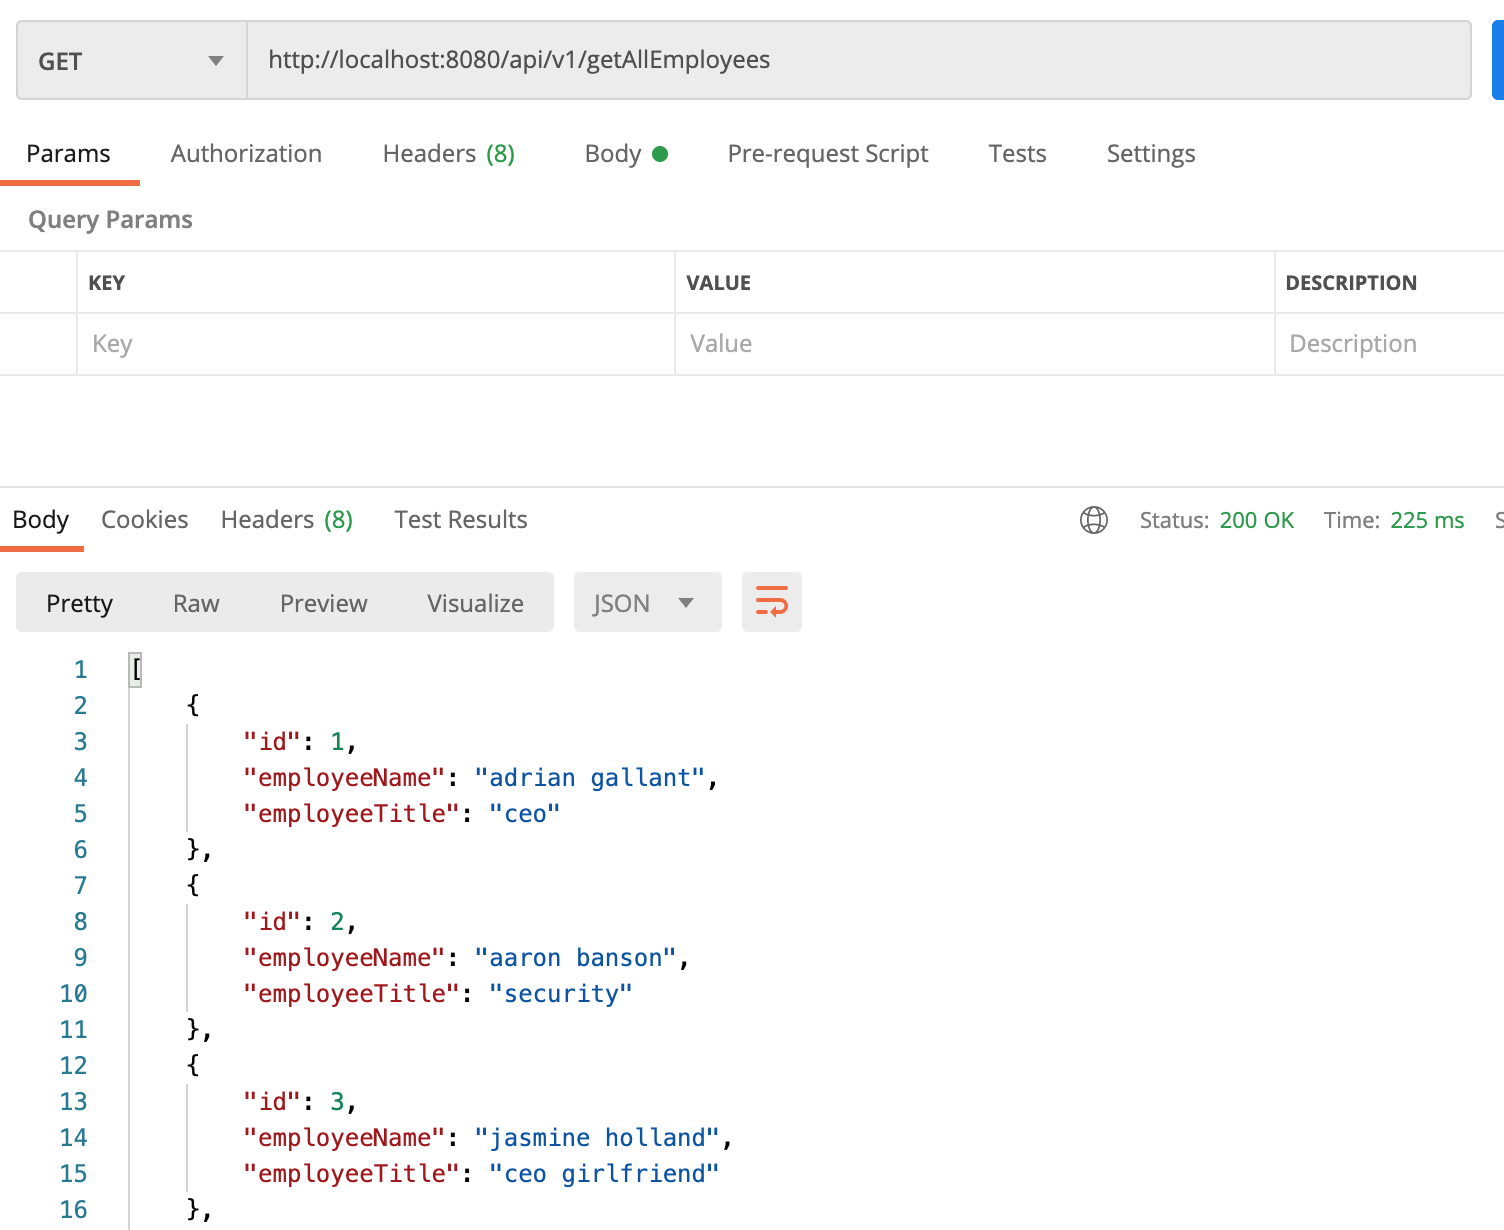 GET http://localhost:8080/api/v1/getAllEmployees
Params Authorization Headers (8) Body Pre-request Script Tests Settings
Query Params
KEY VALUE DESCRIPTION
Key Value Description
Body Cookies Headers (8) Test Results Status: 200 OK Time: 225 ms S
Pretty Raw Preview Visualize JSON
1 [
2 {
3 "id": 1,
4 "employeeName": "adrian gallant",
5 "employeeTitle": "ceo"
6 },
7 {
8 "id": 2,
9 "employeeName": "aaron banson",
10 "employeeTitle": "security"
11 },
12 {
13 "id": 3,
14 "employeeName": "jasmine holland",
15 "employeeTitle": "ceo girlfriend"
16 },